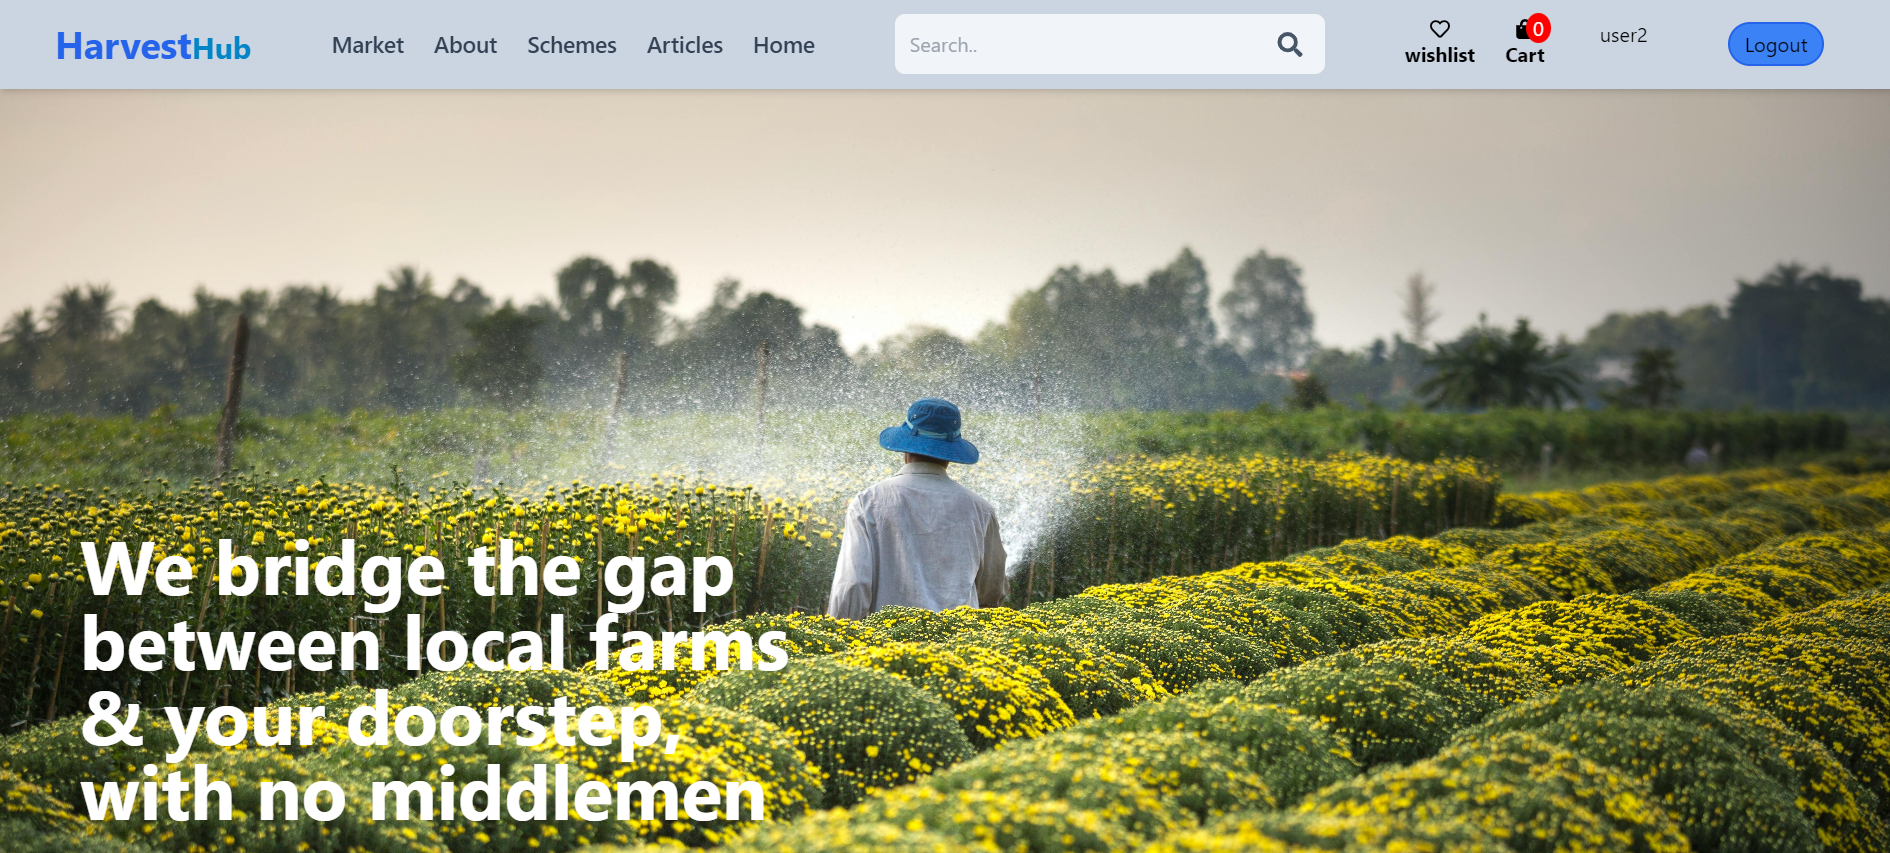 HarvestHub
Market About Schemes Articles Home
Search..
wishlist
0
Cart
user2
Logout
We bridge the gap
between local farms
& your doorstep,
with no middlemen